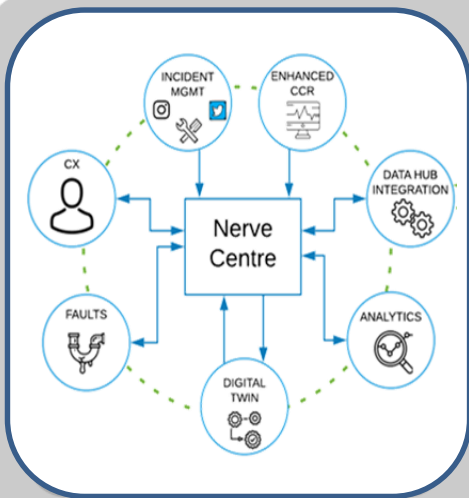 INCIDENT
MGMT
ENHANCED
CCR
CX
DATA HUB
INTEGRATION
Nerve
Centre
FAULTS
ANALYTICS
DIGITAL
TWIN